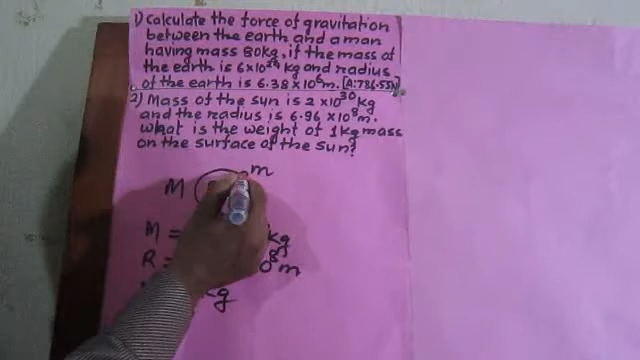 1) Calculate the force of gravitation
between the earth and a man
having mass 80kg, if the mass of
the earth is 6×10²⁴ kg and radius
of the earth is 6.38×10⁶m. [A:786.55N]
2) Mass of the sun is 2×10³⁰kg
and the radius is 6.96×10⁸m.
What is the weight of 1kg mass
on the surface of the sun?
m
M
M = kg
R = 0⁸m
kg